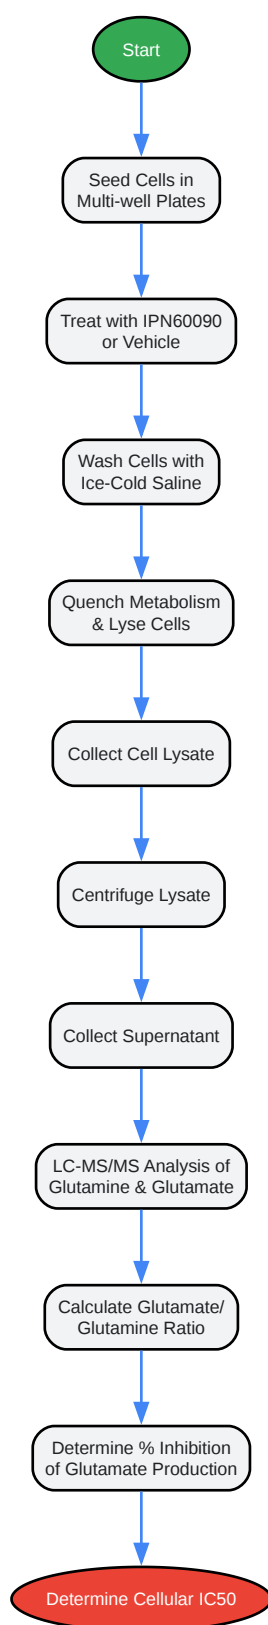 Start
Seed Cells in
Multi-well Plates
Treat with IPN60090
or Vehicle
Wash Cells with
Ice-Cold Saline
Quench Metabolism
& Lyse Cells
Collect Cell Lysate
Centrifuge Lysate
Collect Supernatant
LC-MS/MS Analysis of
Glutamine & Glutamate
Calculate Glutamate/
Glutamine Ratio
Determine % Inhibition
of Glutamate Production
Determine Cellular IC50